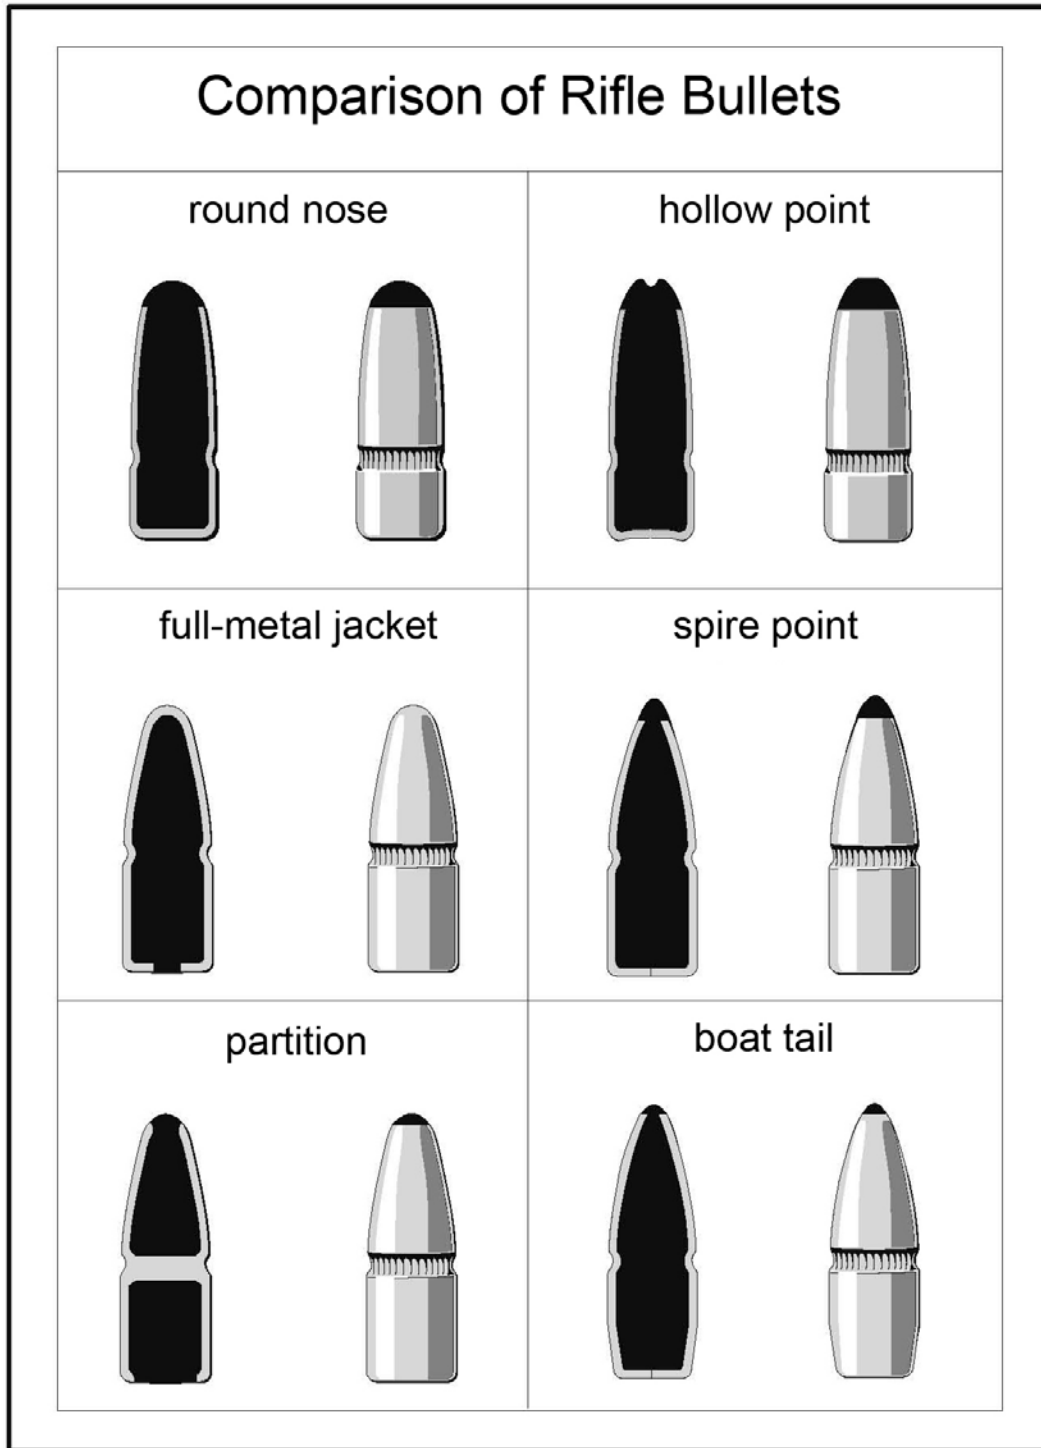 Comparison of Rifle Bullets
round nose
hollow point
full-metal jacket
spire point
partition
boat tail